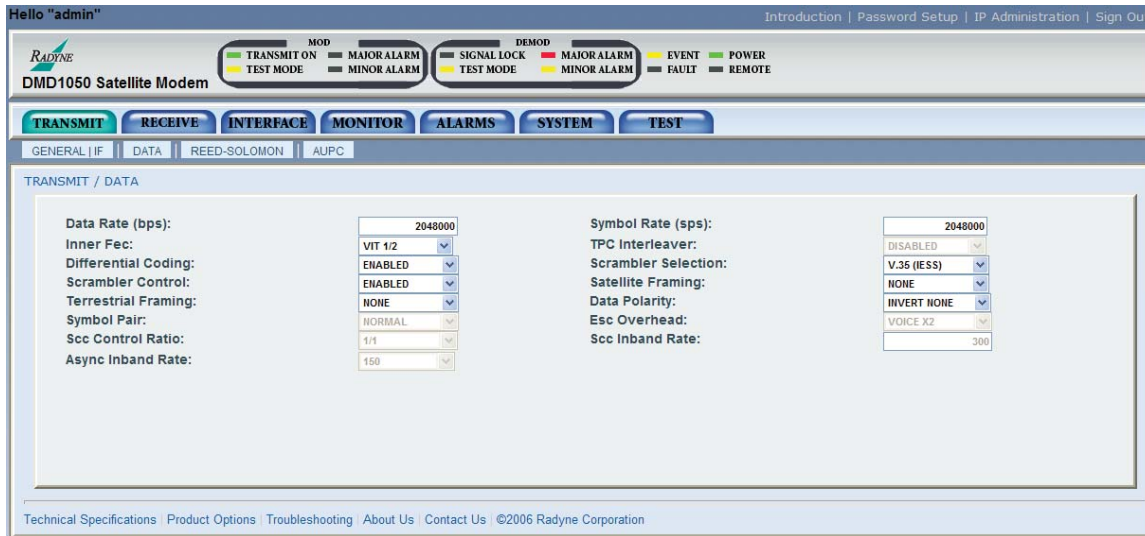 Hello "admin"
Introduction | Password Setup | IP Administration | Sign Ou
RADYNE
DMD1050 Satellite Modem
MOD
TRANSMIT ON MAJOR ALARM
TEST MODE MINOR ALARM
DEMOD
SIGNAL LOCK MAJOR ALARM
TEST MODE MINOR ALARM
EVENT POWER
FAULT REMOTE
TRANSMIT RECEIVE INTERFACE MONITOR ALARMS SYSTEM TEST
GENERAL | IF | DATA | REED-SOLOMON | AUPC
TRANSMIT / DATA
Data Rate (bps): 2048000 Symbol Rate (sps): 2048000
Inner Fec: VIT 1/2 TPC Interleaver: DISABLED
Differential Coding: ENABLED Scrambler Selection: V.35 (IESS)
Scrambler Control: ENABLED Satellite Framing: NONE
Terrestrial Framing: NONE Data Polarity: INVERT NONE
Symbol Pair: NORMAL Esc Overhead: VOICE X2
Scc Control Ratio: 1/1 Scc Inband Rate: 300
Async Inband Rate: 150
Technical Specifications | Product Options | Troubleshooting | About Us | Contact Us | ©2006 Radyne Corporation